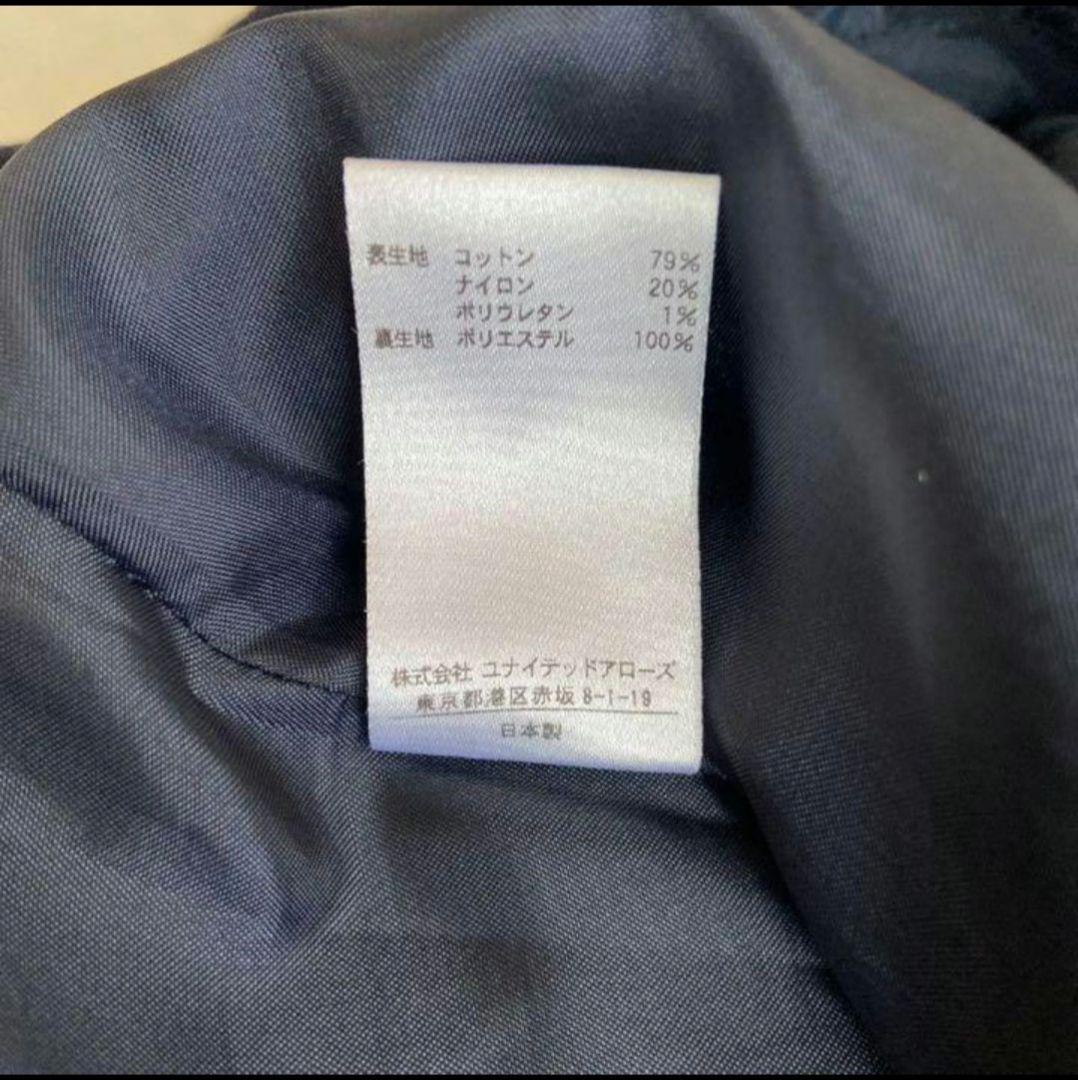 表生地 コットン 79%
ナイロン 20%
ポリウレタン 1%
裏生地 ポリエステル 100%
株式会社 ユナイテッドアローズ
東京都港区赤坂8-1-19
日本製